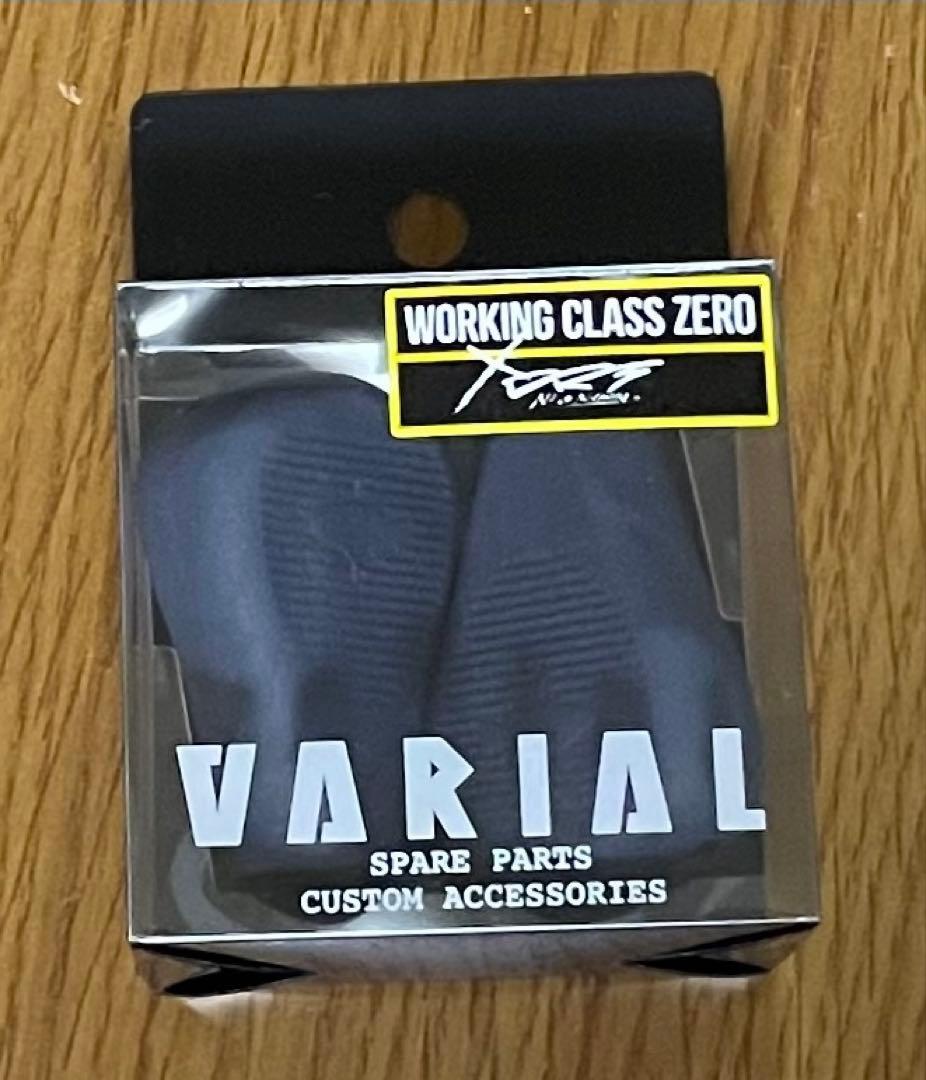 WORKING CLASS ZERO
VARIAL
SPARE PARTS
CUSTOM ACCESSORIES